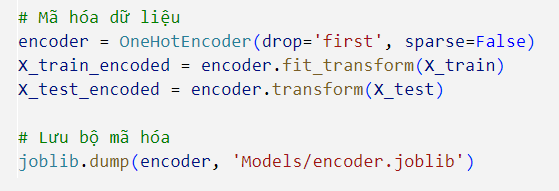 # Mã hóa dữ liệu
encoder = OneHotEncoder(drop='first', sparse=False)
X_train_encoded = encoder.fit_transform(X_train)
X_test_encoded = encoder.transform(X_test)
# Lưu bộ mã hóa
joblib.dump(encoder, 'Models/encoder.joblib')